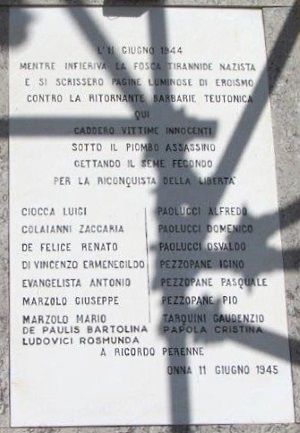 L'11 GIUGNO 1944
MENTRE INFIERIVA LA FOSCA TIRANNIDE NAZISTA
E SI SCRISSERO PAGINE LUMINOSE DI EROISMO
CONTRO LA RITORNANTE BARBARIE TEUTONICA
QUI
CADDERO VITTIME INNOCENTI
SOTTO IL PIOMBO ASSASSINO
GETTANDO IL SEME FECONDO
PER LA RICONQUISTA DELLA LIBERTA'
CIOCCA LUIGI PAOLUCCI ALFREDO
COLAIANNI ZACCARIA PAOLUCCI DOMENICO
DE FELICE RENATO PAOLUCCI OSVALDO
DI VINCENZO ERMENEGILDO PEZZOPANE IGINO
EVANGELISTA ANTONIO PEZZOPANE PASQUALE
MARZOLO GIUSEPPE PEZZOPANE PIO
MARZOLO MARIO TARQUINI GAUDENZIO
DE PAULIS BARTOLINA PAPOLA CRISTINA
LUDOVICI ROSMUNDA
A RICORDO PERENNE
ONNA 11 GIUGNO 1945